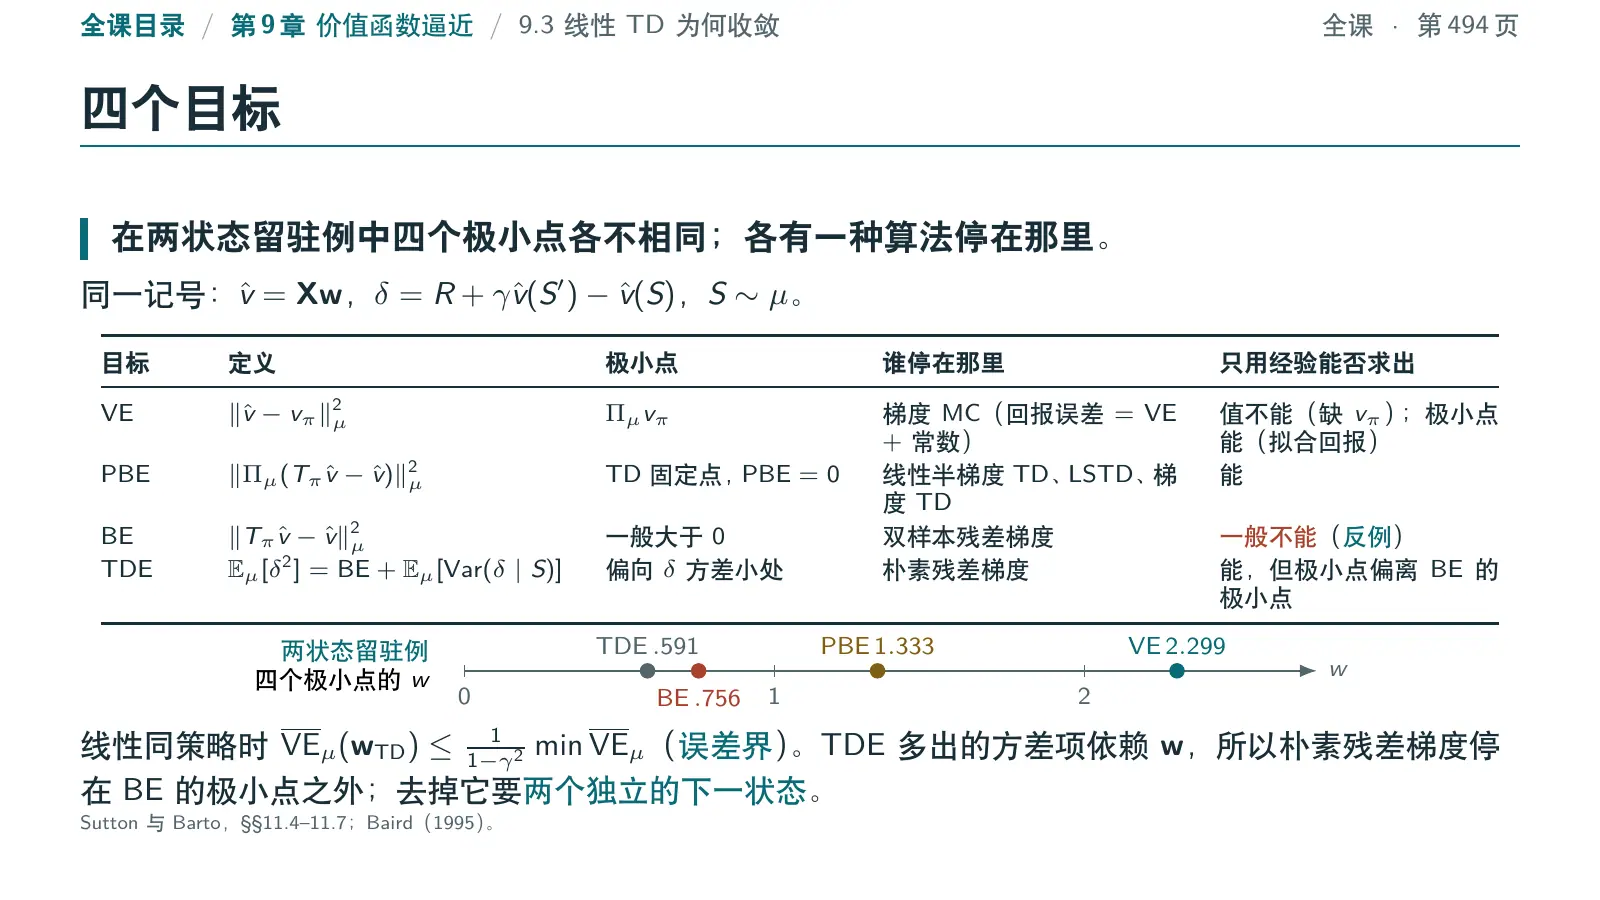 全课目录 / 第 9 章 价值函数逼近 / 9.3 线性 TD 为何收敛
全课 · 第 494 页
四个目标
在两状态留驻例中四个极小点各不相同；各有一种算法停在那里。
同一记号：v̂ = Xw，δ = R + γv̂(S′) − v̂(S)，S ∼ μ。
目标 定义 极小点 谁停在那里 只用经验能否求出
VE ‖v̂ − v_π‖²_μ Π_μ v_π 梯度 MC（回报误差 = VE + 常数） 值不能（缺 v_π）；极小点能（拟合回报）
PBE ‖Π_μ(T_π v̂ − v̂)‖²_μ TD 固定点，PBE = 0 线性半梯度 TD、LSTD、梯度 TD 能
BE ‖T_π v̂ − v̂‖²_μ 一般大于 0 双样本残差梯度 一般不能（反例）
TDE 𝔼_μ[δ²] = BE + 𝔼_μ[Var(δ | S)] 偏向 δ 方差小处 朴素残差梯度 能，但极小点偏离 BE 的极小点
两状态留驻例
四个极小点的 w
TDE .591 PBE 1.333 VE 2.299
w
0 BE .756 1 2
线性同策略时 V̅E̅_μ(w_TD) ≤ 1/(1−γ²) min V̅E̅_μ（误差界）。TDE 多出的方差项依赖 w，所以朴素残差梯度停
在 BE 的极小点之外；去掉它要两个独立的下一状态。
Sutton 与 Barto，§§11.4–11.7；Baird（1995）。